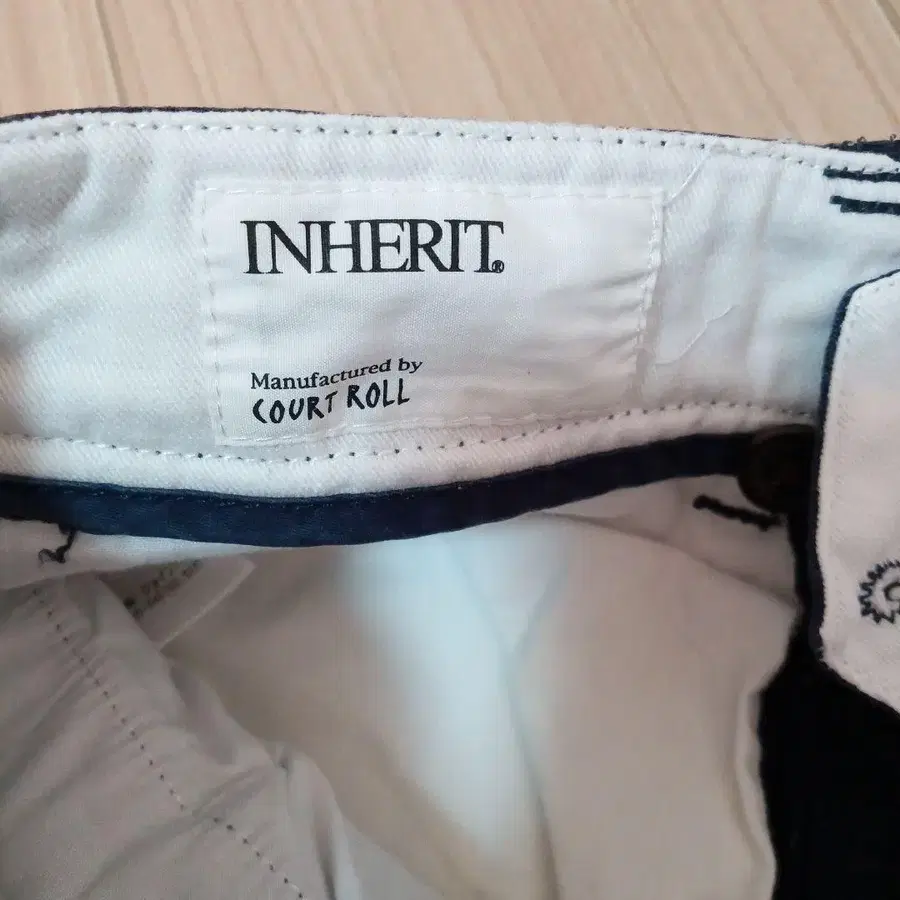 INHERIT®
Manufactured by
COURT ROLL